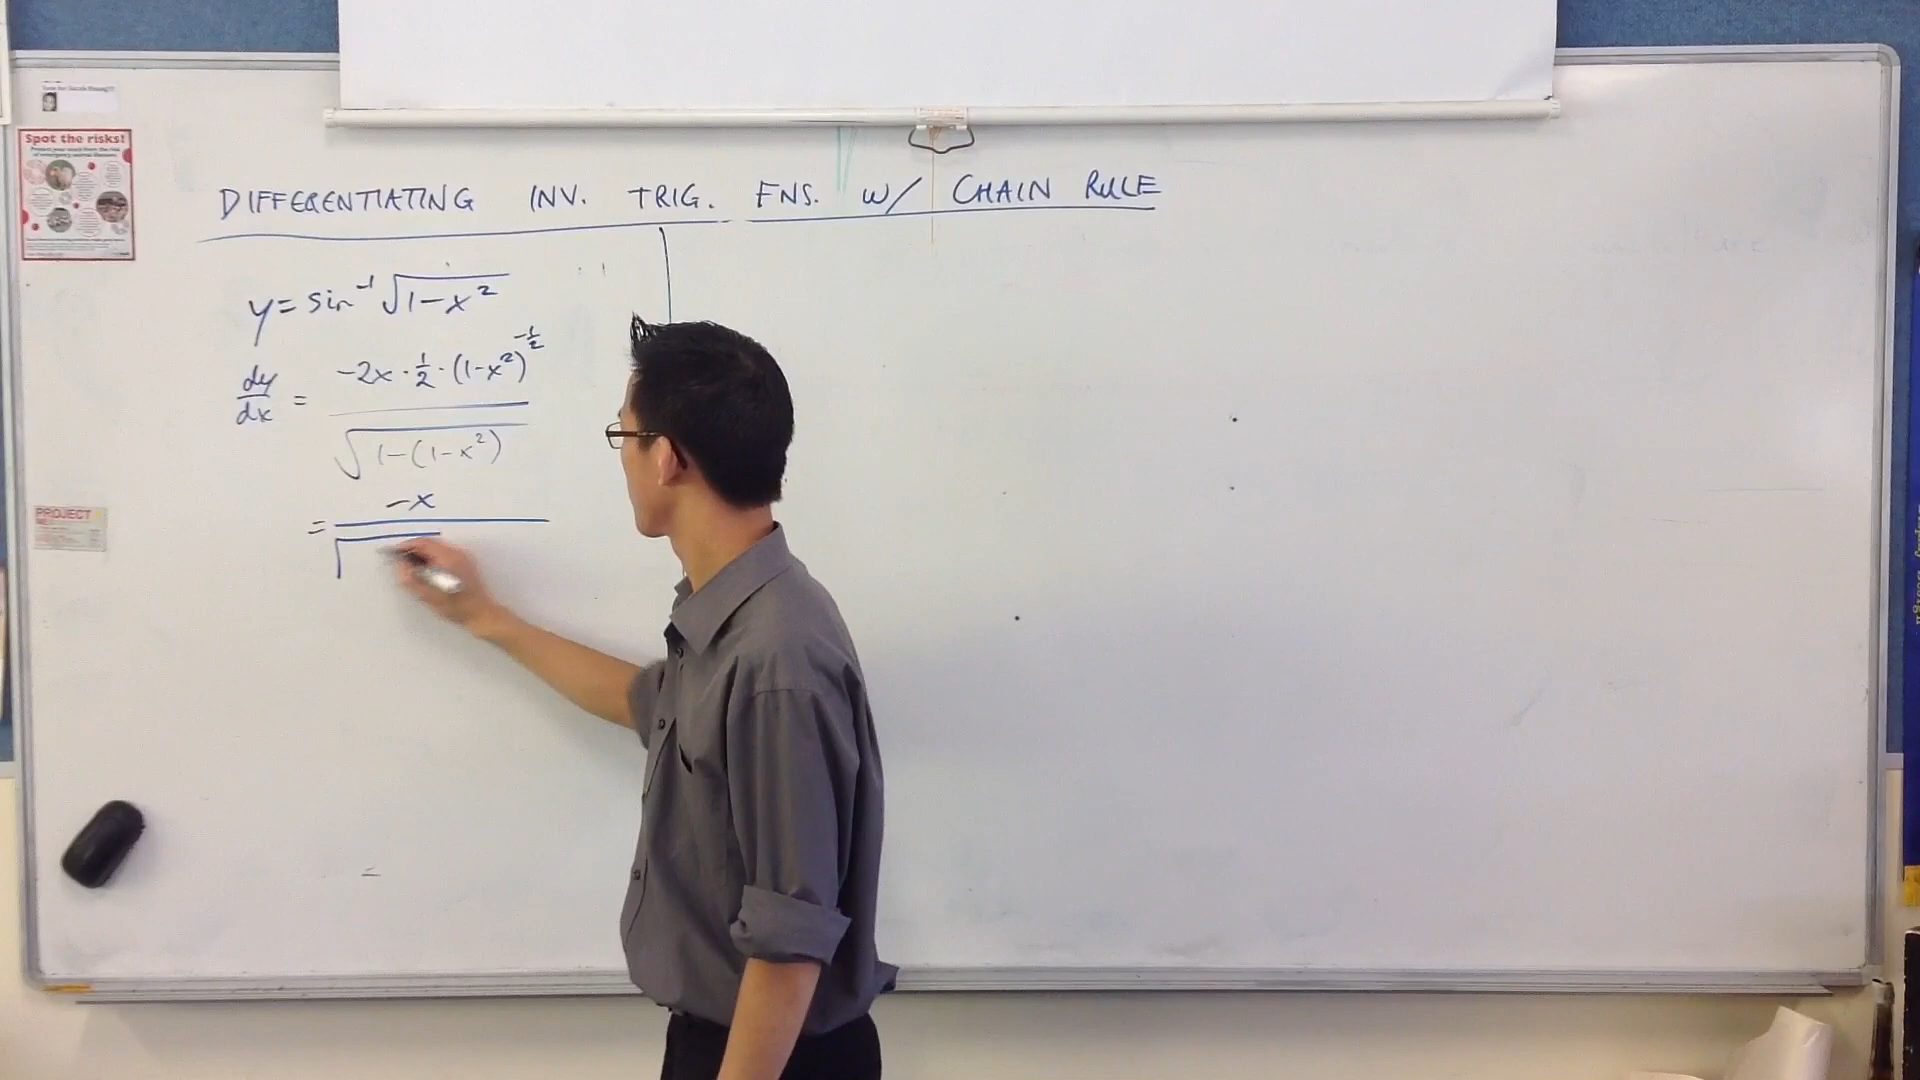 DIFFERENTIATING INV. TRIG. FNS. W/ CHAIN RULE
y = sin⁻¹ √(1-x²)
dy/dx = (-2x · 1/2 · (1-x²)^(-1/2)) / √(1-(1-x²))
= -x / √
=
Spot the risks!
PROJECT